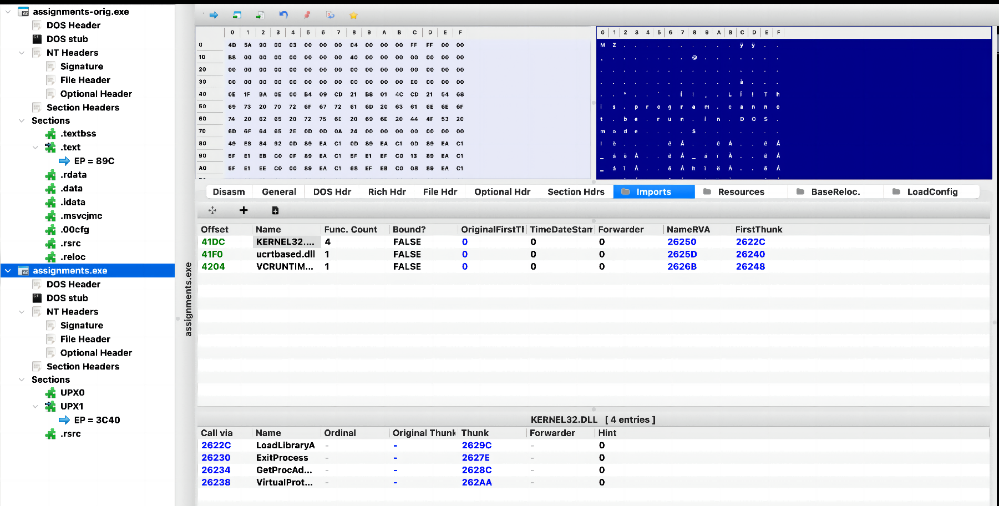 assignments-orig.exe
DOS Header
DOS stub
NT Headers
Signature
File Header
Optional Header
Section Headers
Sections
.textbss
.text
EP = 89C
.rdata
.data
.idata
.msvcjmc
.00cfg
.rsrc
.reloc
assignments.exe
DOS Header
DOS stub
NT Headers
Signature
File Header
Optional Header
Section Headers
Sections
UPX0
UPX1
EP = 3C40
.rsrc
assignments.exe
0 1 2 3 4 5 6 7 8 9 A B C D E F
0 4D 5A 90 00 03 00 00 00 04 00 00 00 FF FF 00 00
10 B8 00 00 00 00 00 00 00 40 00 00 00 00 00 00 00
20 00 00 00 00 00 00 00 00 00 00 00 00 00 00 00 00
30 00 00 00 00 00 00 00 00 00 00 00 00 E0 00 00 00
40 0E 1F BA 0E 00 B4 09 CD 21 B8 01 4C CD 21 54 68
50 69 73 20 70 72 6F 67 72 61 6D 20 63 61 6E 6E 6F
60 74 20 62 65 20 72 75 6E 20 69 6E 20 44 4F 53 20
70 6D 6F 64 65 2E 0D 0D 0A 24 00 00 00 00 00 00 00
80 49 E8 84 92 0D 89 EA C1 0D 89 EA C1 0D 89 EA C1
90 5F E1 EB C0 0F 89 EA C1 5F E1 EF C0 13 89 EA C1
A0 5F E1 EE C0 00 89 EA C1 68 EF EB C0 08 89 EA C1
0 1 2 3 4 5 6 7 8 9 A B C D E F
M Z . . . . . . . . . . ÿ ÿ . .
¸ . . . . . . . @ . . . . . . .
. . . . . . . . . . . . . . . .
. . . . . . . . . . . . à . . .
. . º . . ´ . Í ! ¸ . L Í ! T h
i s . p r o g r a m . c a n n o
t . b e . r u n . i n . D O S .
m o d e . . . . $ . . . . . . .
I è . . . . ê Á . . ê Á . . ê Á
_ á ë À . . ê Á _ á ï À . . ê Á
_ á î À . . ê Á h ï ë À . . ê Á
Disasm General DOS Hdr Rich Hdr File Hdr Optional Hdr Section Hdrs Imports Resources BaseReloc. LoadConfig
Offset Name Func. Count Bound? OriginalFirstTh TimeDateStam Forwarder NameRVA FirstThunk
41DC KERNEL32.... 4 FALSE 0 0 0 26250 2622C
41F0 ucrtbased.dll 1 FALSE 0 0 0 2625D 26240
4204 VCRUNTIM... 1 FALSE 0 0 0 2626B 26248
KERNEL32.DLL [ 4 entries ]
Call via Name Ordinal Original Thunk Thunk Forwarder Hint
2622C LoadLibraryA - - 2629C - 0
26230 ExitProcess - - 2627E - 0
26234 GetProcAd... - - 2628C - 0
26238 VirtualProt... - - 262AA - 0